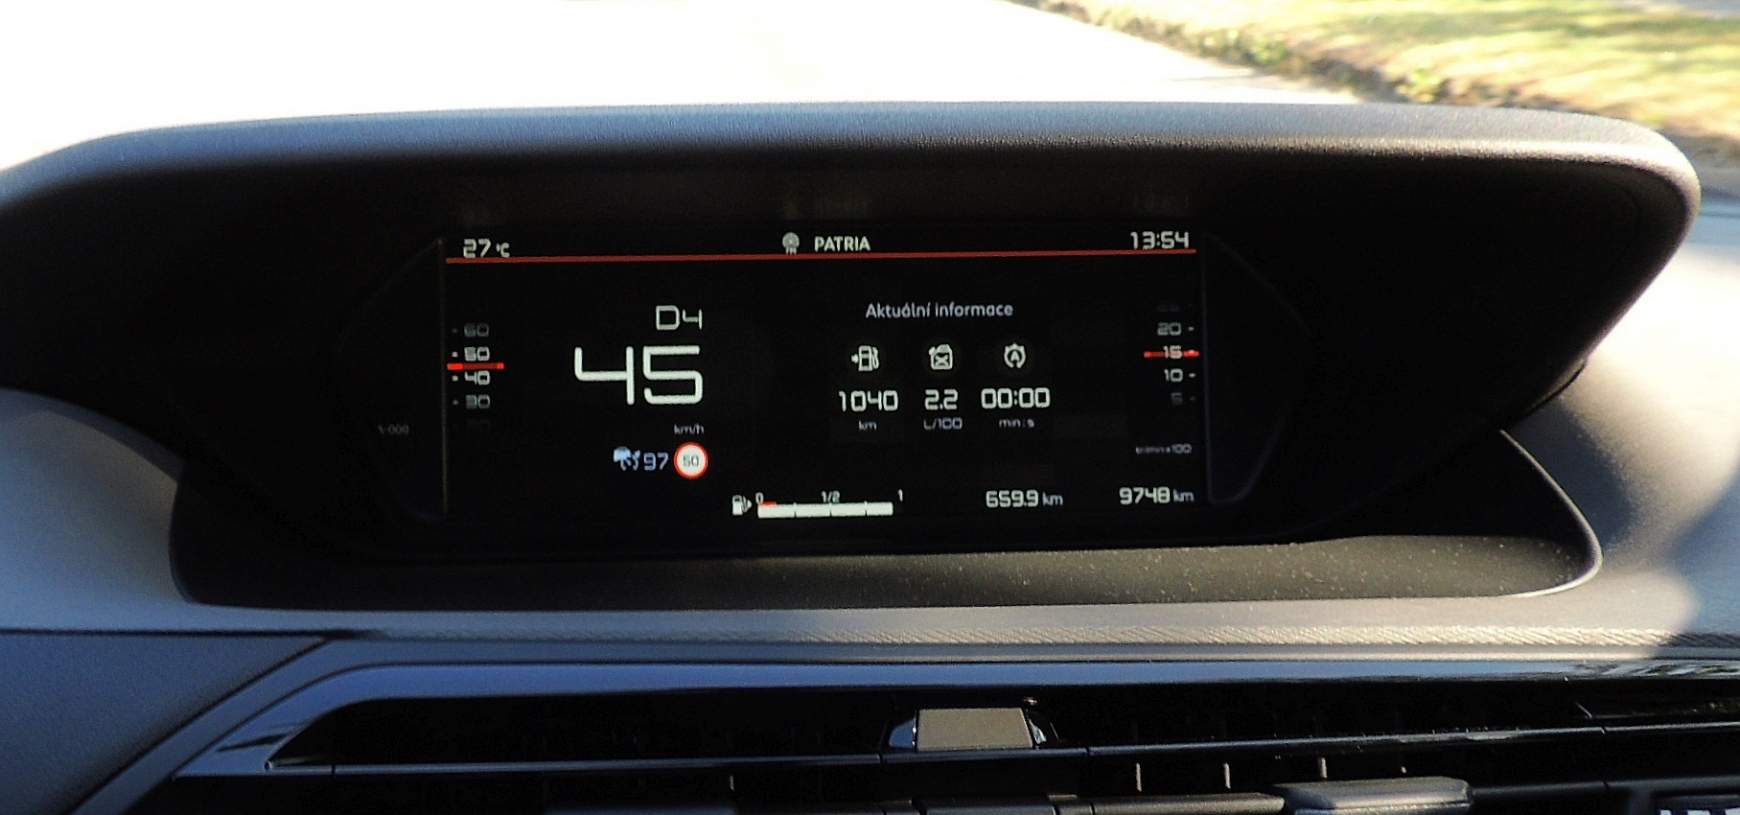 27 °C
PATRIA
13:54
60
50
40
30
D4
45
km/h
97
50
Aktuální informace
1040 2.2 00:00
km L/100 min:s
20
15
10
5
0 1/2 1
659.9 km
9748 km